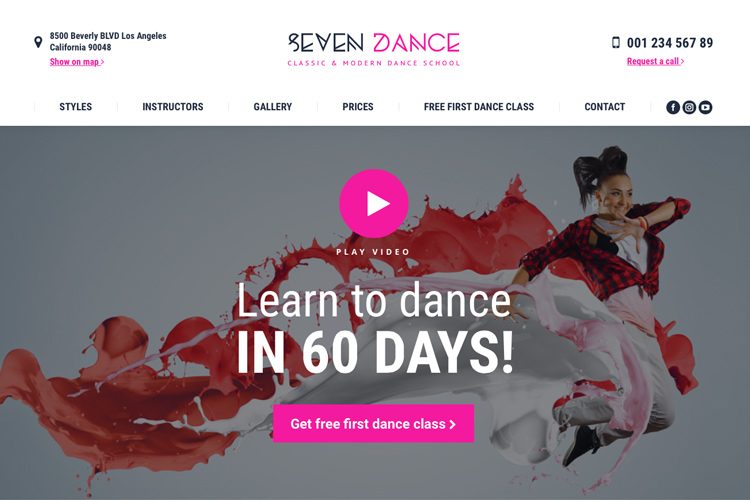 8500 Beverly BLVD Los Angeles
California 90048
Show on map
SEVEN DANCE
CLASSIC & MODERN DANCE SCHOOL
001 234 567 89
Request a call
STYLES
INSTRUCTORS
GALLERY
PRICES
FREE FIRST DANCE CLASS
CONTACT
PLAY VIDEO
Learn to dance
IN 60 DAYS!
Get free first dance class